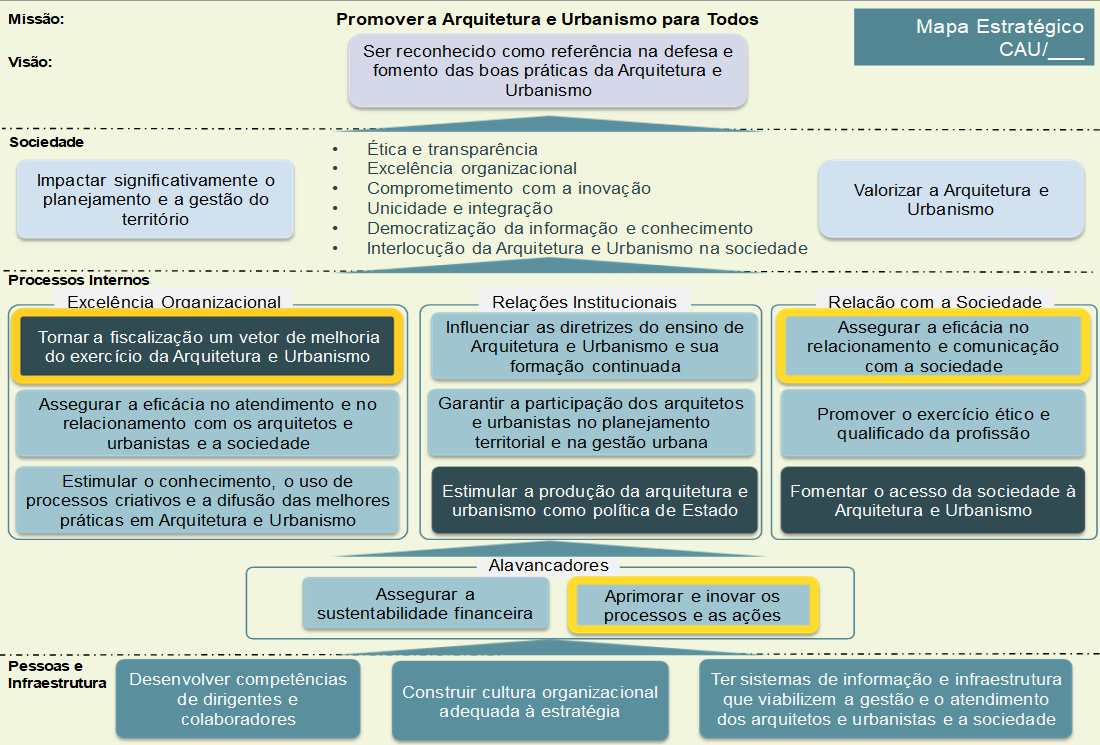 Missão:
Promover a Arquitetura e Urbanismo para Todos
Mapa Estratégico
CAU/___
Visão:
Ser reconhecido como referência na defesa e
fomento das boas práticas da Arquitetura e
Urbanismo
Sociedade
Impactar significativamente o
planejamento e a gestão do
território
• Ética e transparência
• Excelência organizacional
• Comprometimento com a inovação
• Unicidade e integração
• Democratização da informação e conhecimento
• Interlocução da Arquitetura e Urbanismo na sociedade
Valorizar a Arquitetura e
Urbanismo
Processos Internos
Excelência Organizacional
Tornar a fiscalização um vetor de melhoria
do exercício da Arquitetura e Urbanismo
Assegurar a eficácia no atendimento e no
relacionamento com os arquitetos e
urbanistas e a sociedade
Estimular o conhecimento, o uso de
processos criativos e a difusão das melhores
práticas em Arquitetura e Urbanismo
Relações Institucionais
Influenciar as diretrizes do ensino de
Arquitetura e Urbanismo e sua
formação continuada
Garantir a participação dos arquitetos
e urbanistas no planejamento
territorial e na gestão urbana
Estimular a produção da arquitetura e
urbanismo como política de Estado
Relação com a Sociedade
Assegurar a eficácia no
relacionamento e comunicação
com a sociedade
Promover o exercício ético e
qualificado da profissão
Fomentar o acesso da sociedade à
Arquitetura e Urbanismo
Alavancadores
Assegurar a
sustentabilidade financeira
Aprimorar e inovar os
processos e as ações
Pessoas e
Infraestrutura
Desenvolver competências
de dirigentes e
colaboradores
Construir cultura organizacional
adequada à estratégia
Ter sistemas de informação e infraestrutura
que viabilizem a gestão e o atendimento
dos arquitetos e urbanistas e a sociedade